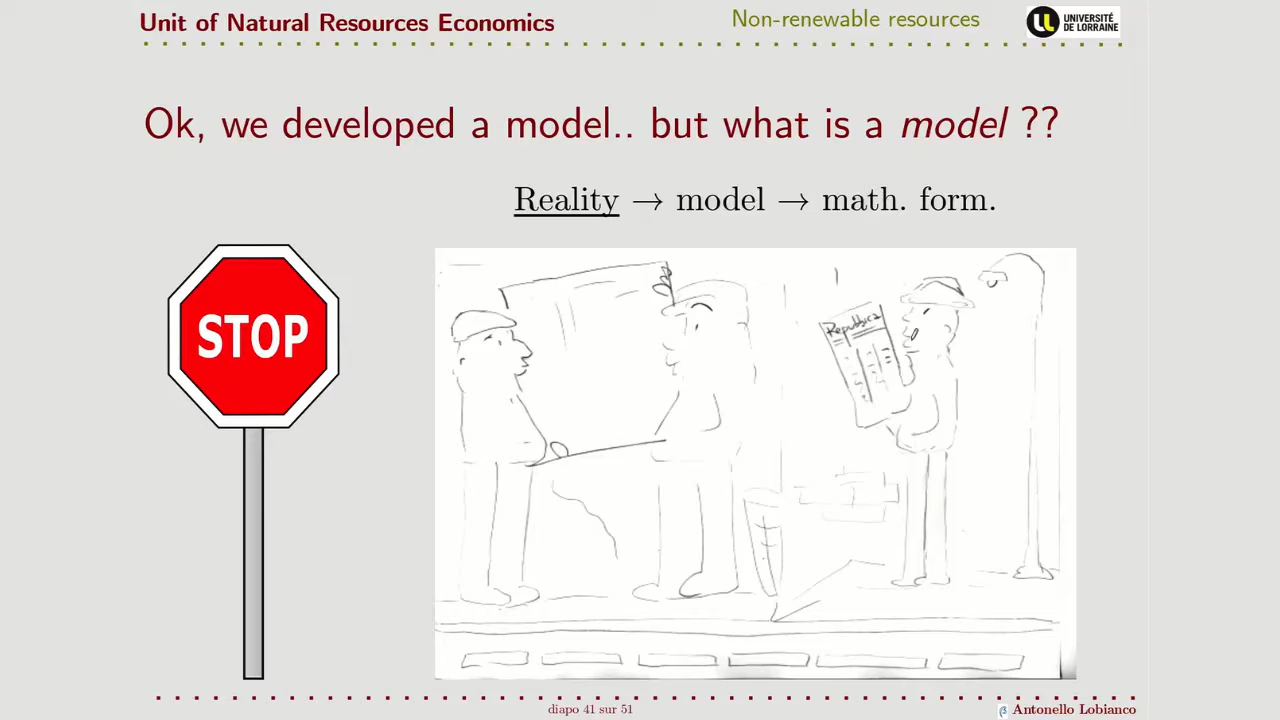 Unit of Natural Resources Economics
Non-renewable resources
UNIVERSITÉ
DE LORRAINE
Ok, we developed a model.. but what is a model ??
Reality → model → math. form.
STOP
Repubblica
diapo 41 sur 51
Antonello Lobianco